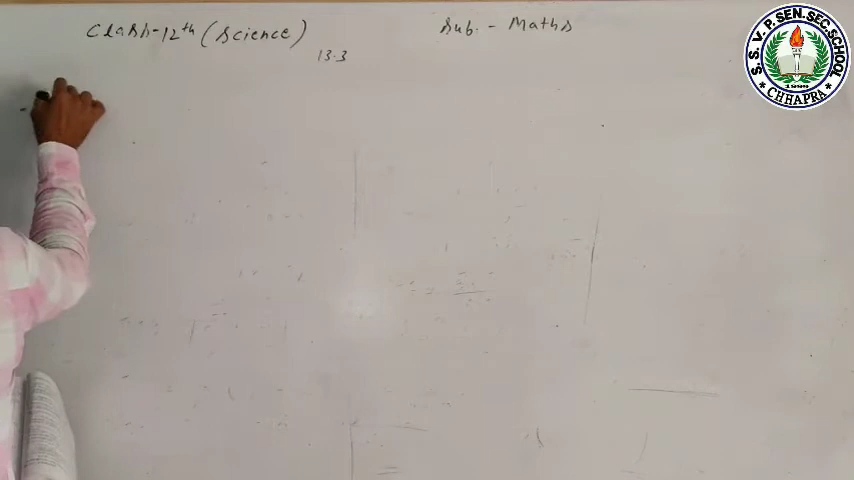 Class-12th (Science) Sub. - Maths
13.3
S. S. V. P. SEN. SEC. SCHOOL
* CHHAPRA *